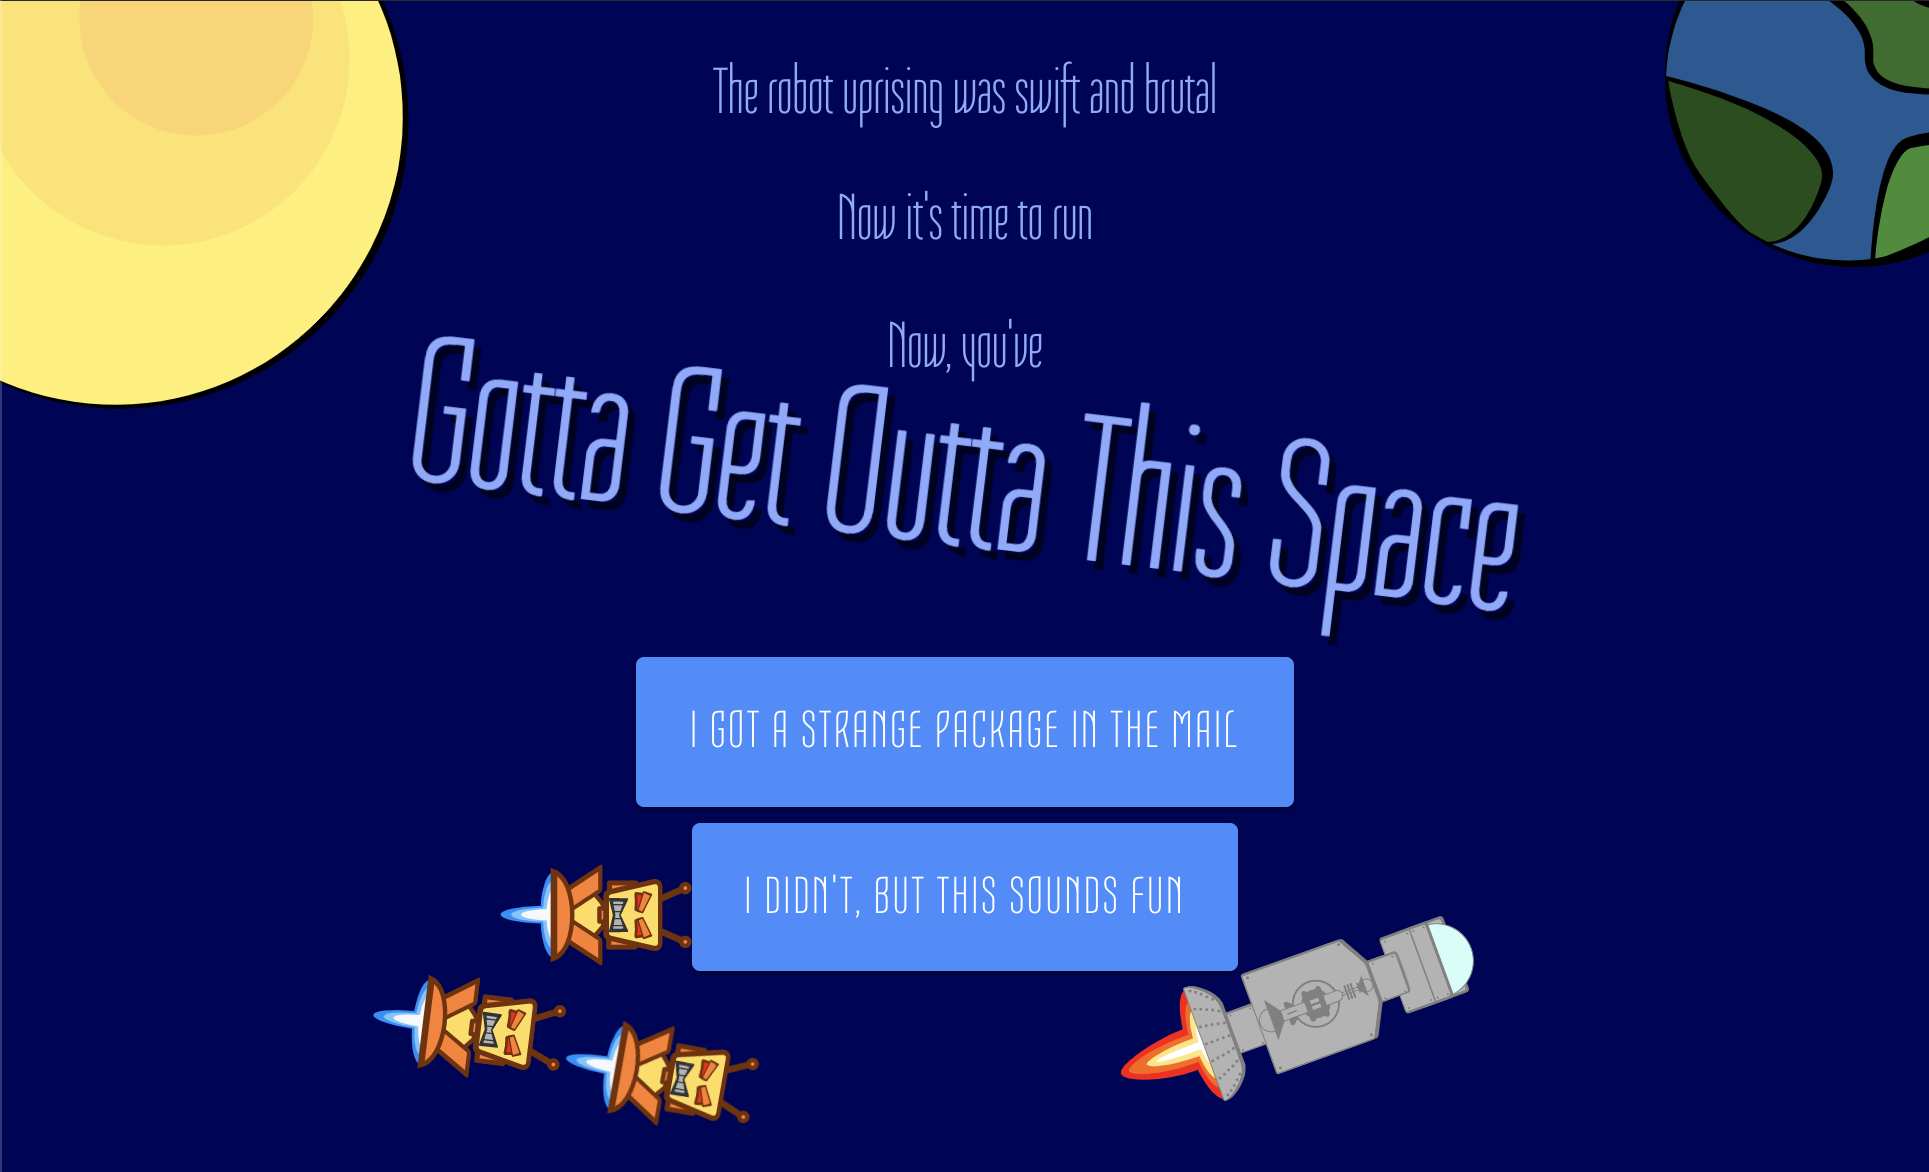 The robot uprising was swift and brutal
Now it's time to run
Now, you've
Gotta Get Outta This Space
I GOT A STRANGE PACKAGE IN THE MAIL
I DIDN'T, BUT THIS SOUNDS FUN